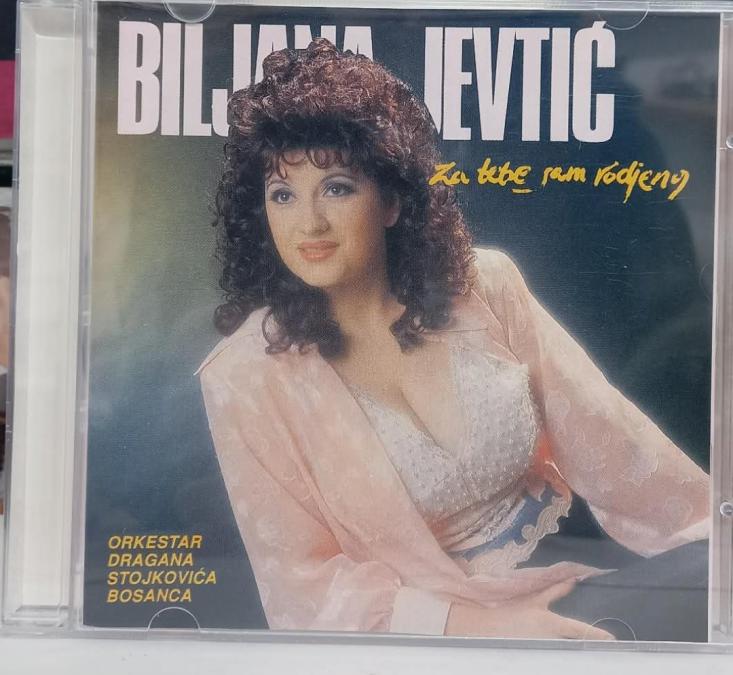 BILJANA JEVTIĆ
Za tebe sam rodjena
ORKESTAR
DRAGANA
STOJKOVIĆA
BOSANCA